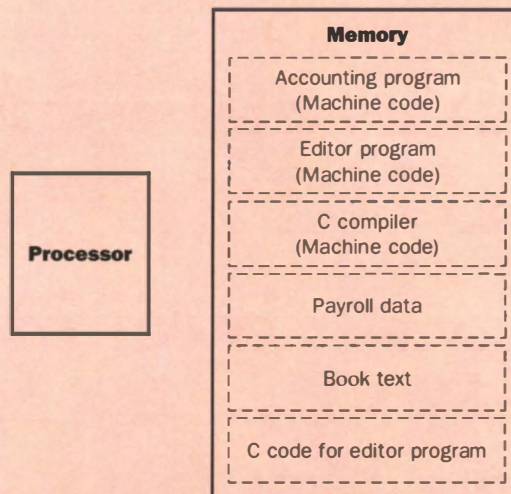 Memory
Accounting program
(Machine code)
Editor program
(Machine code)
C compiler
(Machine code)
Processor
Payroll data
Book text
C code for editor program